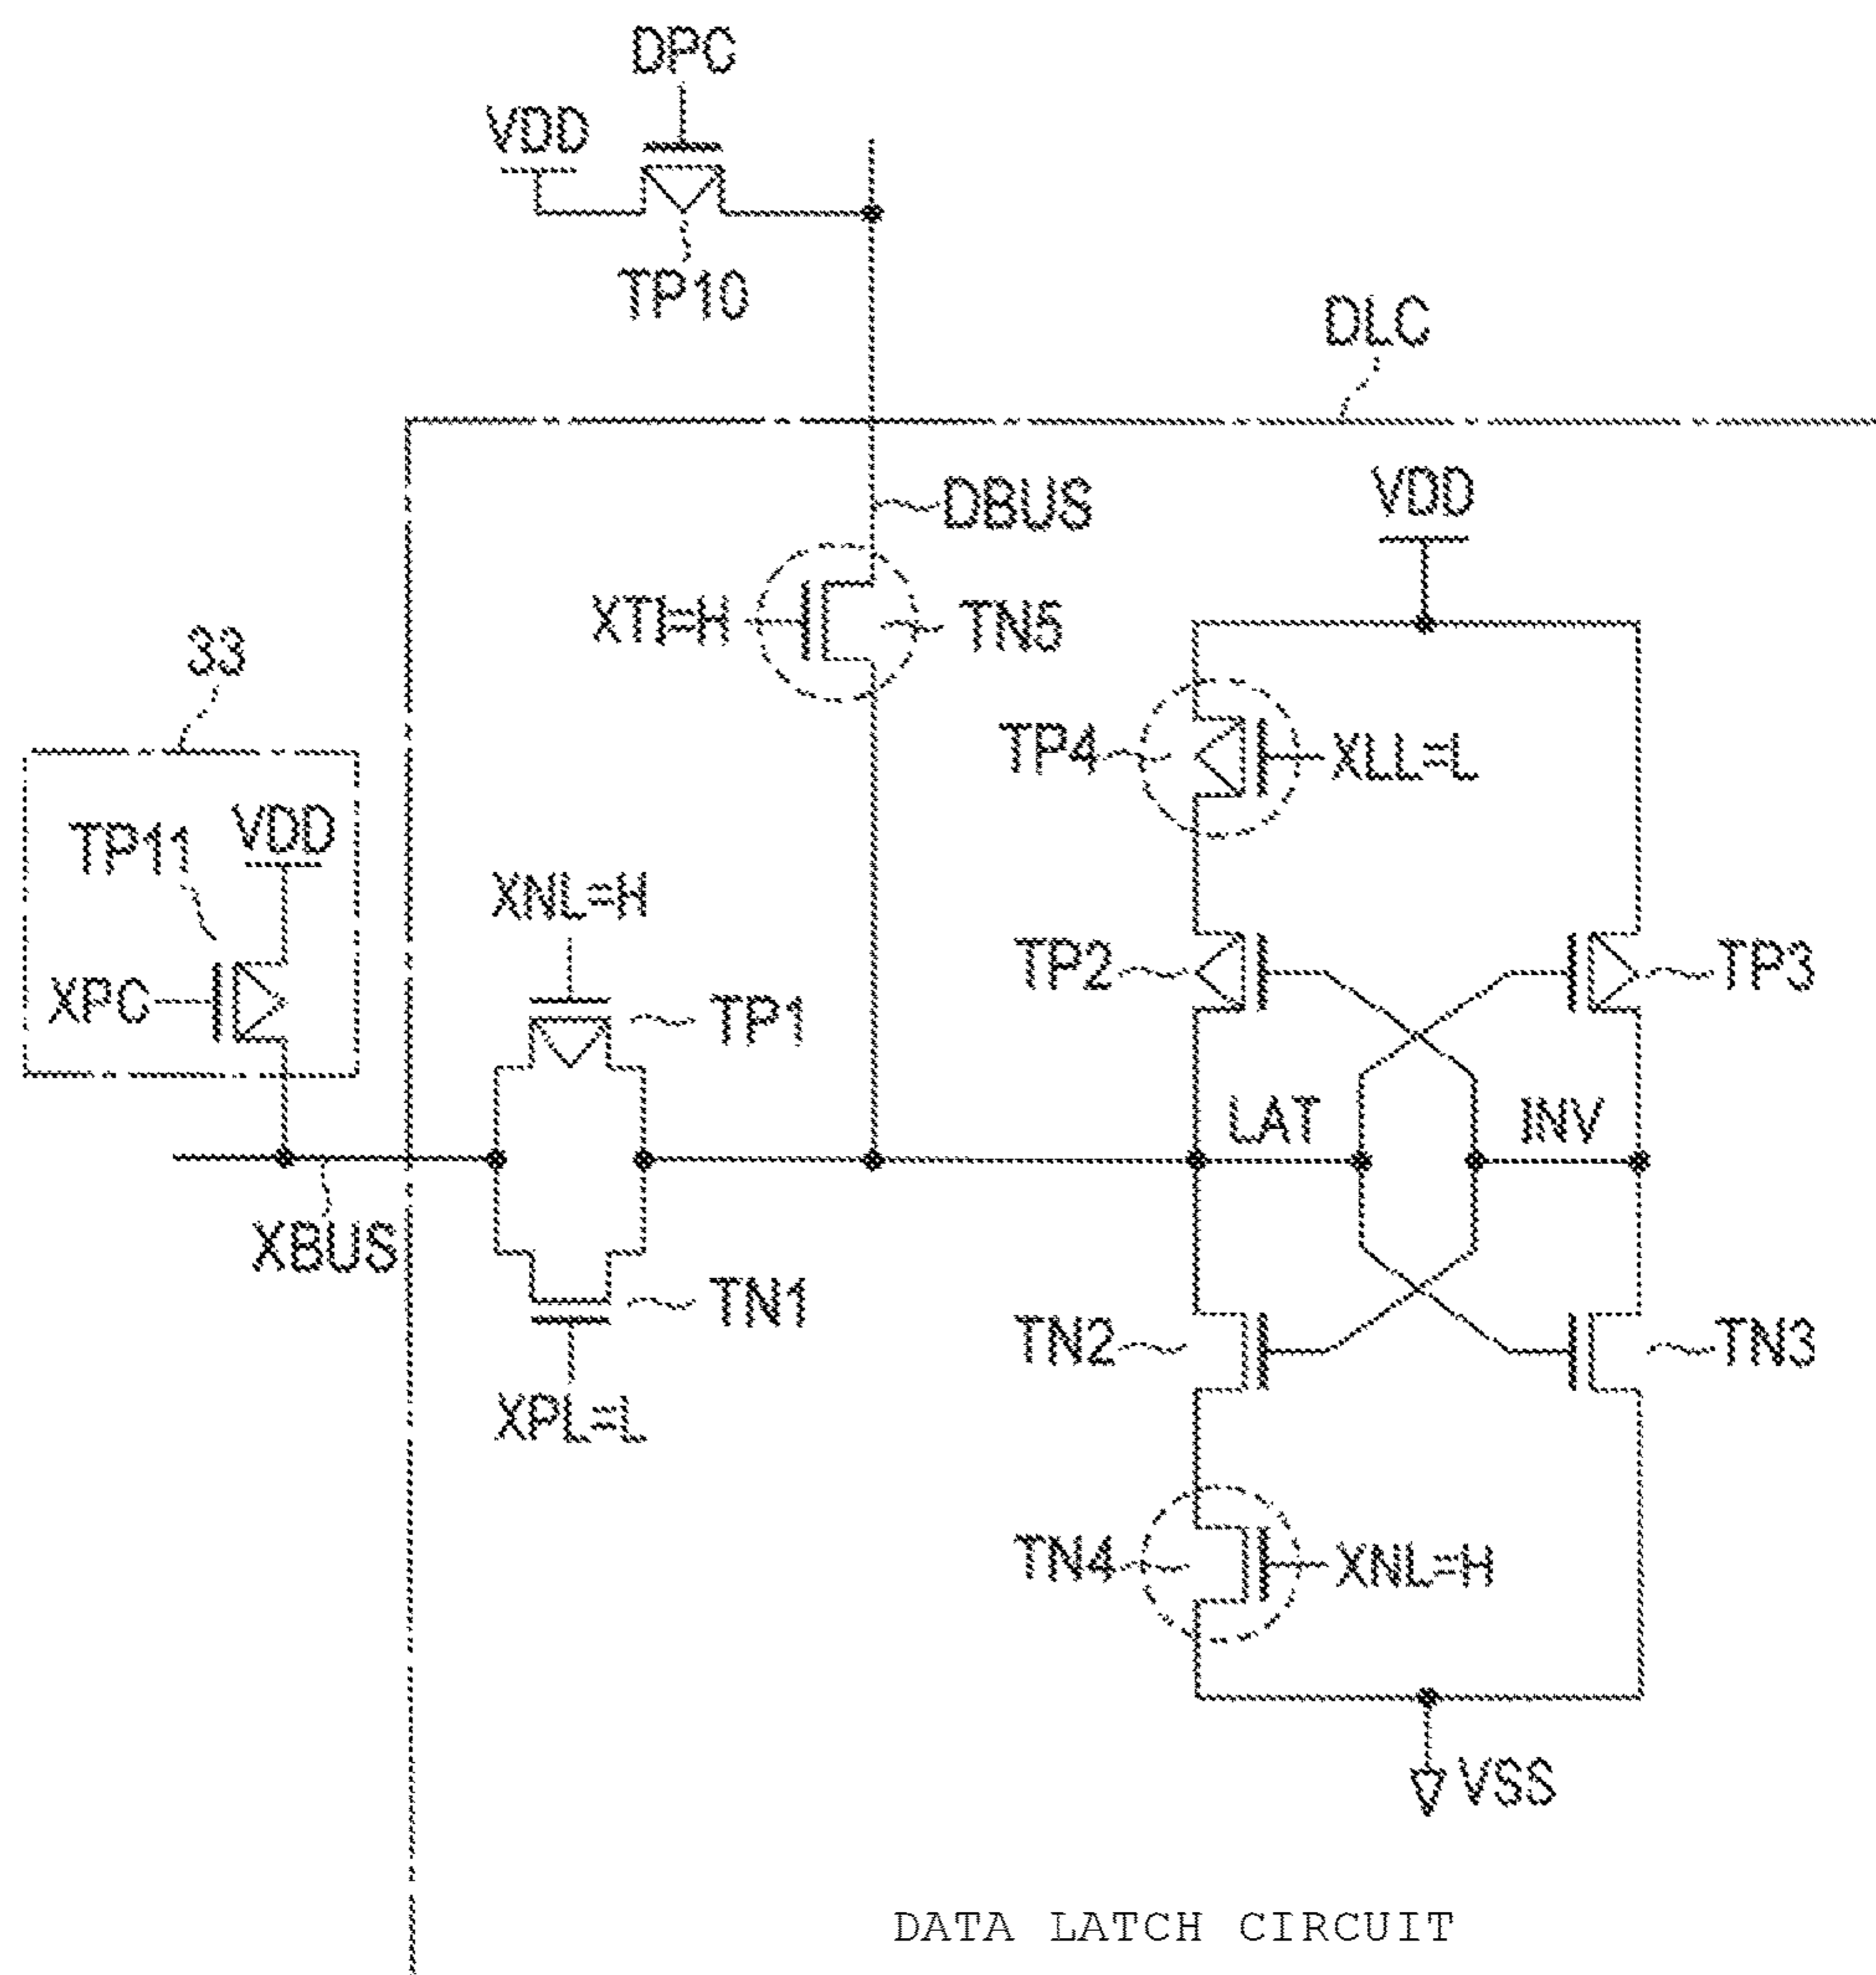 DPC
VDD
TP10
DLC
DBUS
VDD
XTI=H
TN5
33
TP4
XLL=L
TP11
VDD
XNL=H
TP2
TP3
XPC
TP1
LAT
INV
XBUS
TN1
TN2
TN3
XPL=L
TN4
XNL=H
VSS
DATA LATCH CIRCUIT